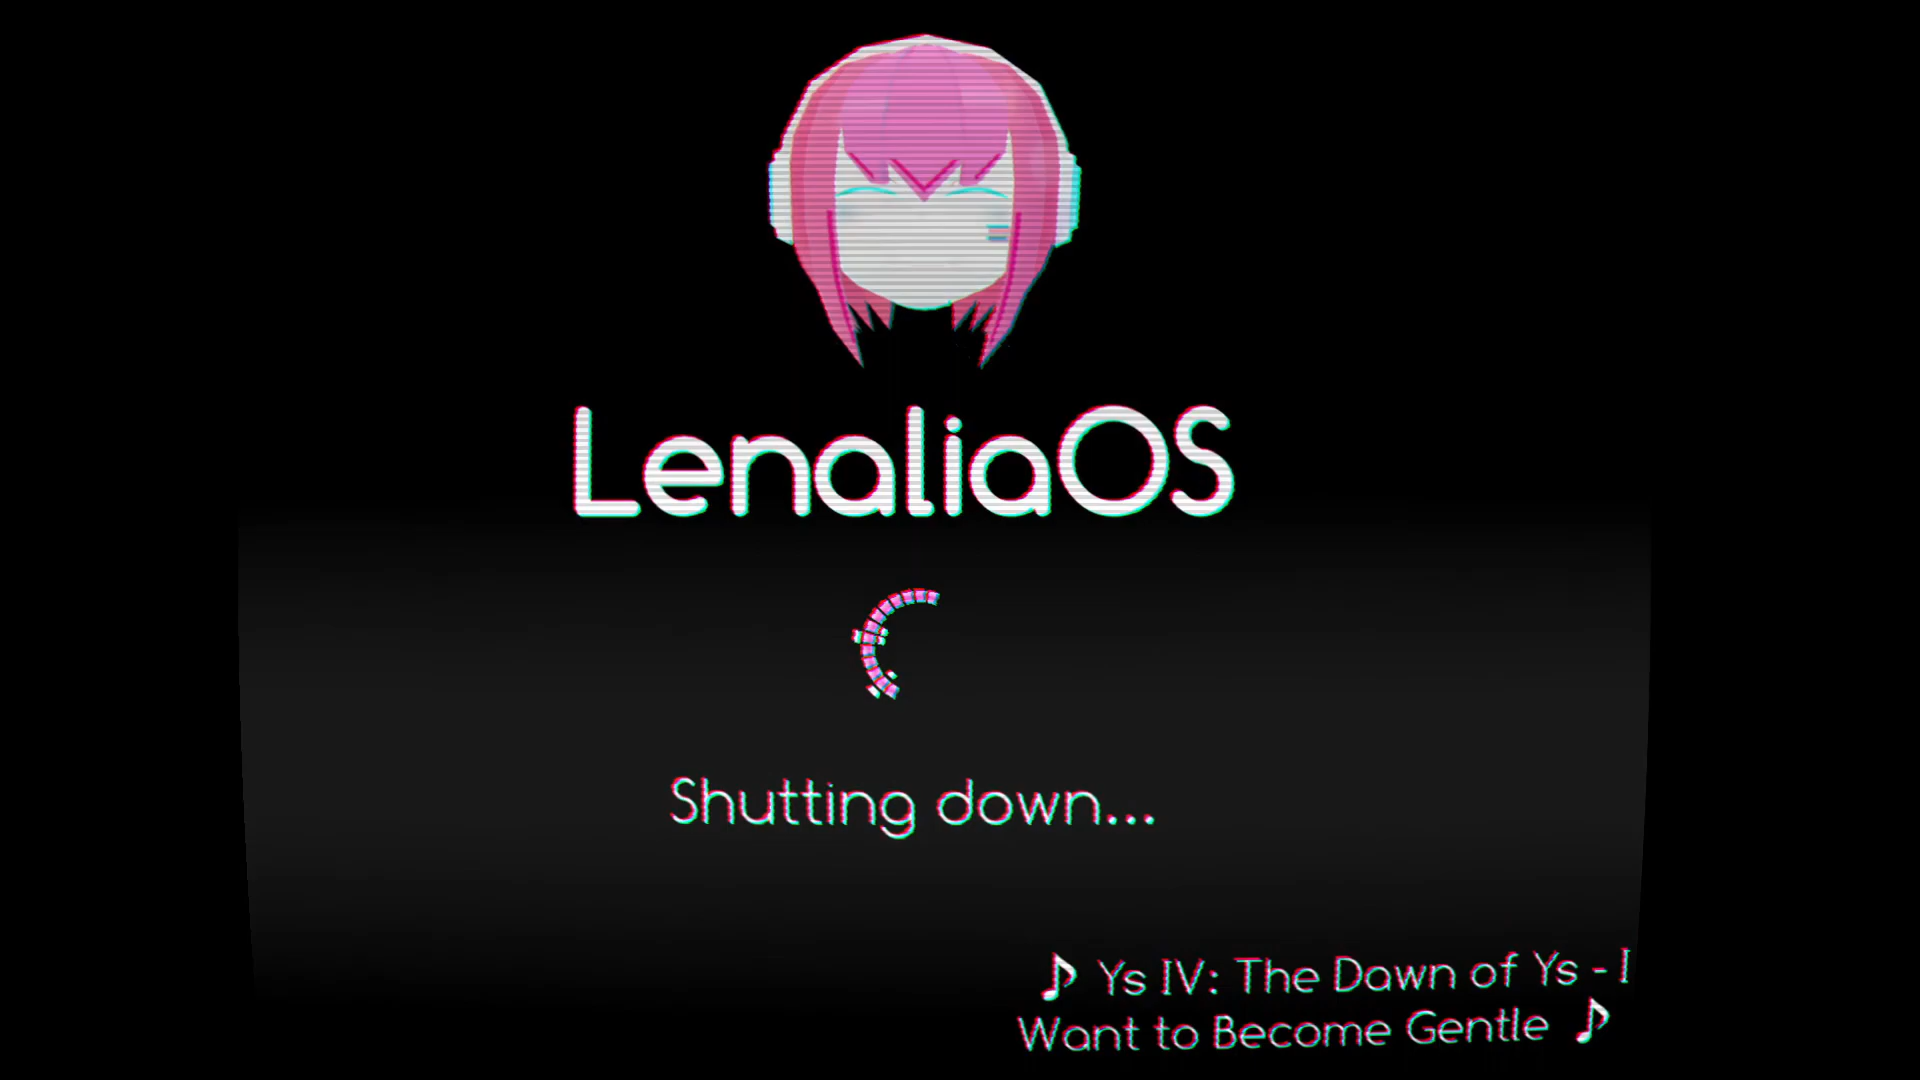 LenaliaOS
Shutting down...
♪ Ys IV: The Dawn of Ys - I
Want to Become Gentle ♪